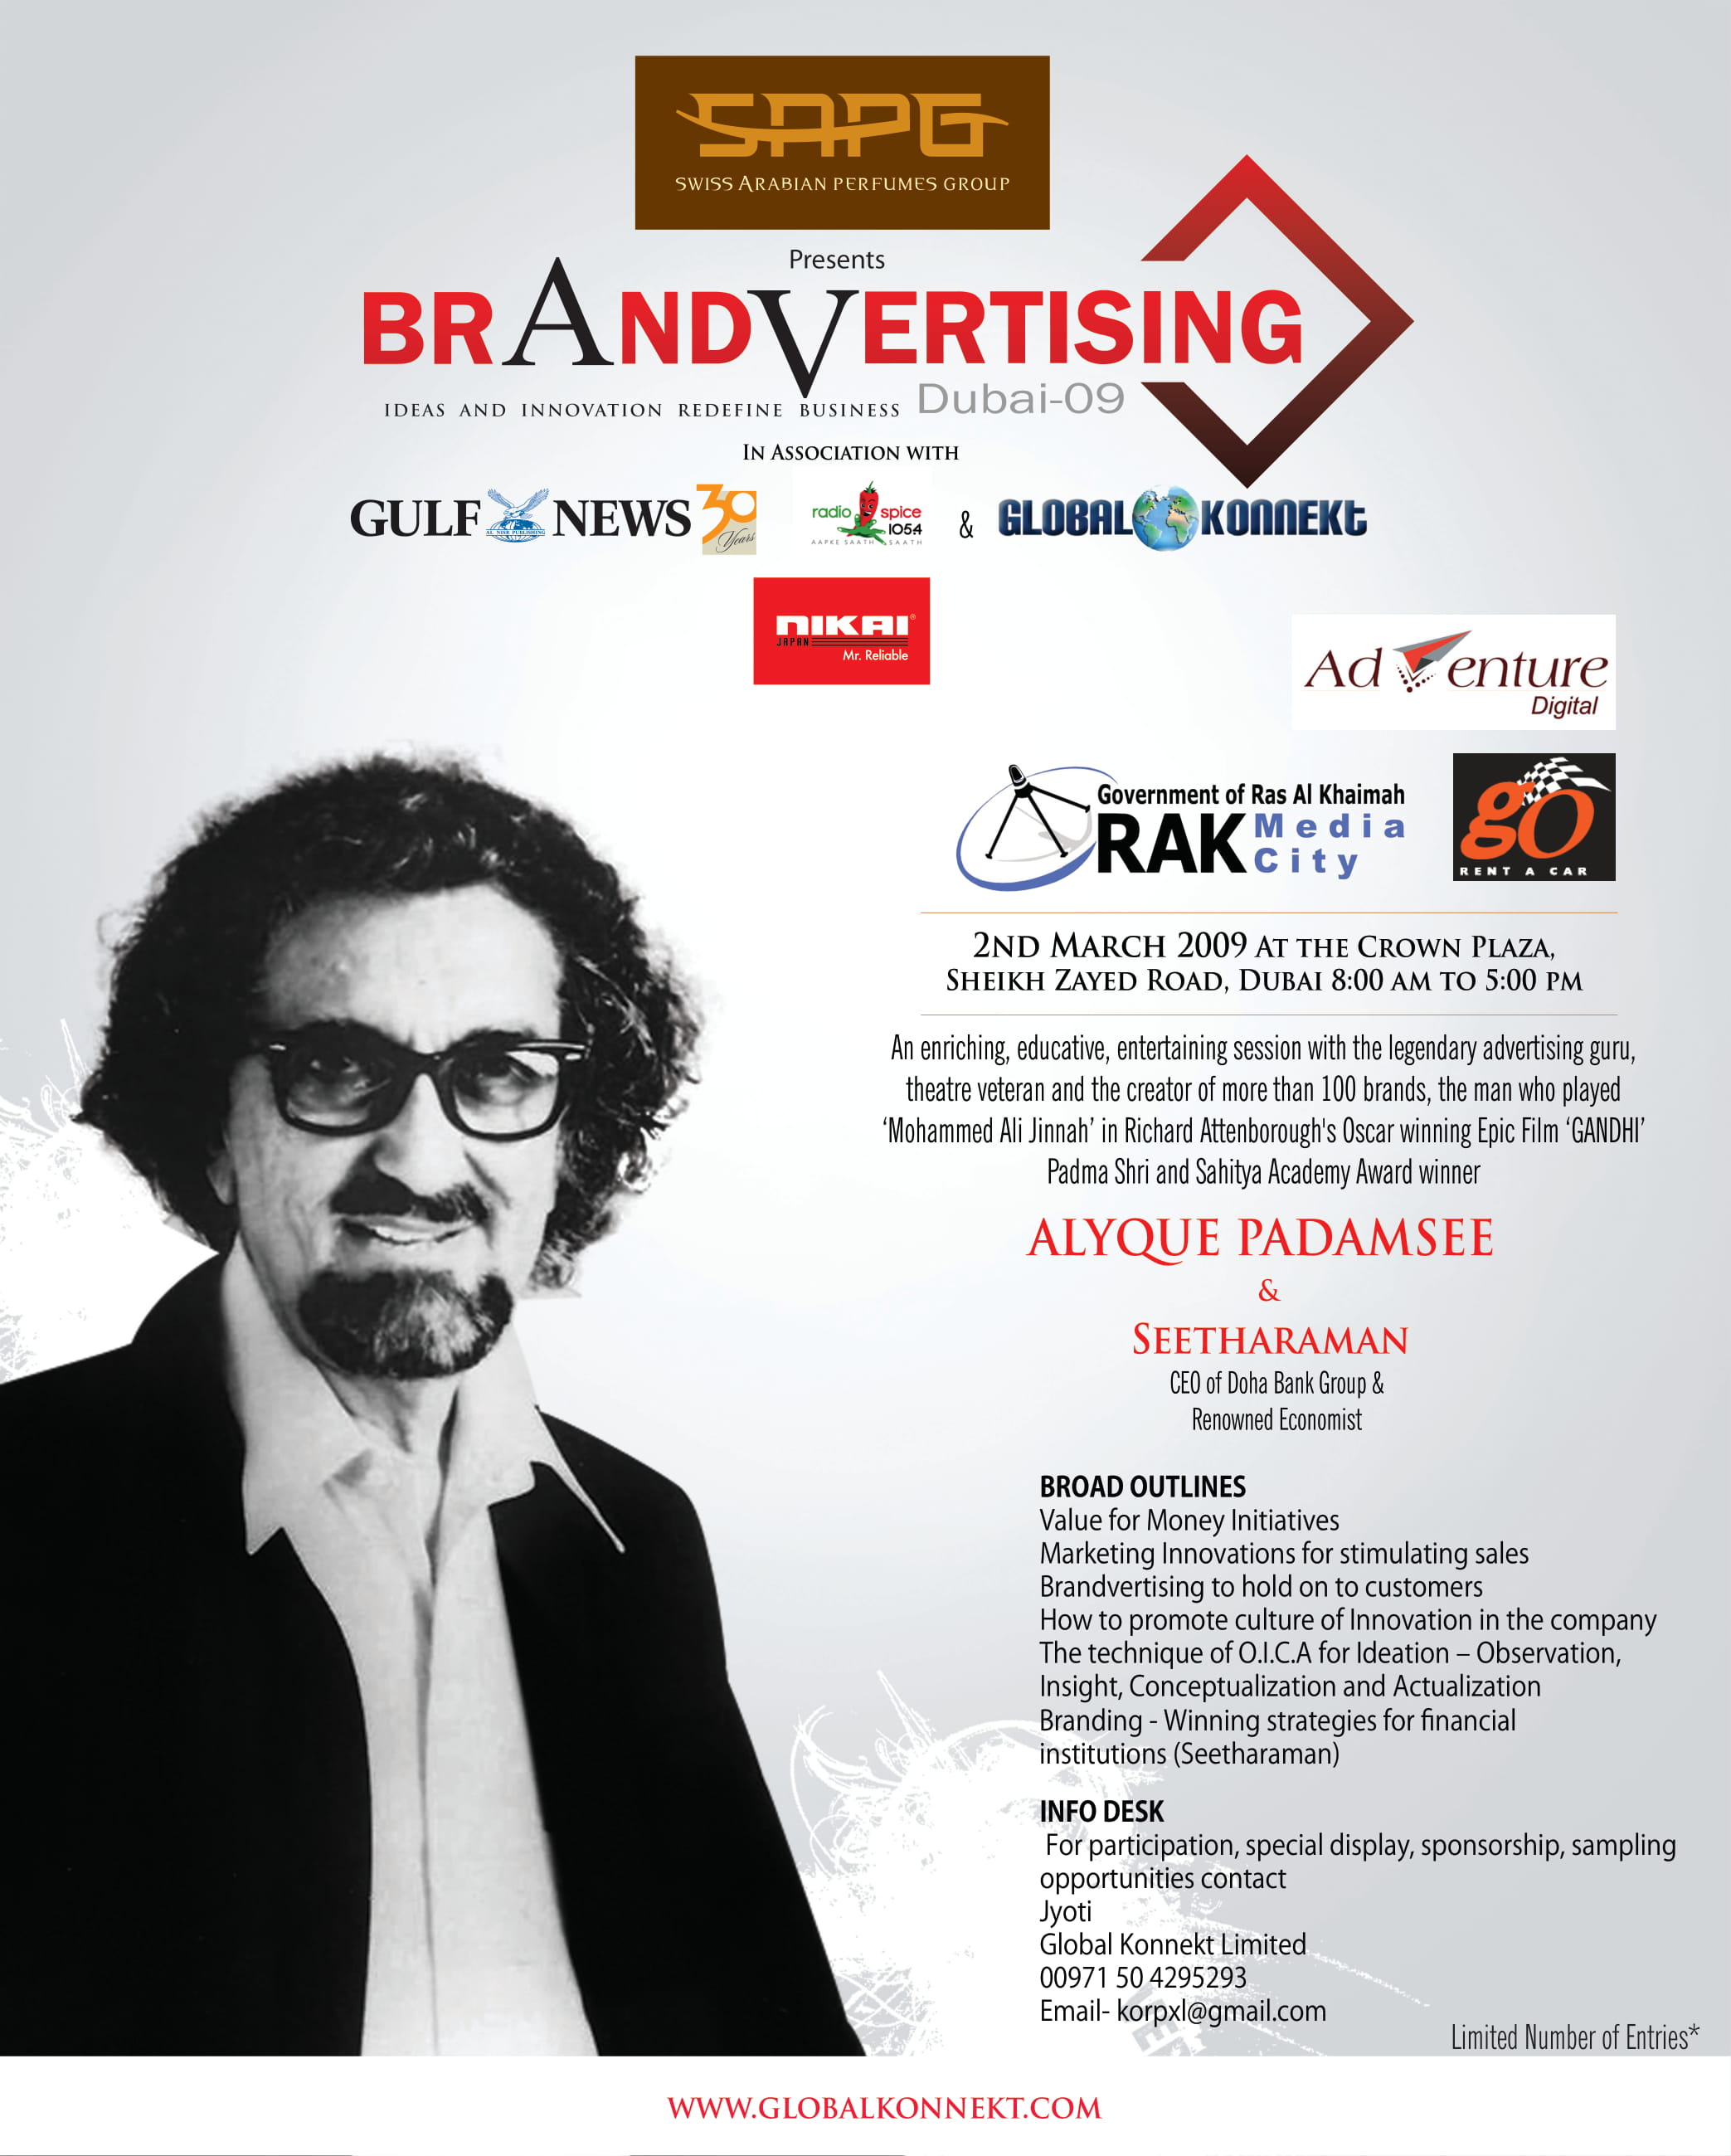 SAPG
SWISS ARABIAN PERFUMES GROUP
Presents
BRANDVERTISING
IDEAS AND INNOVATION REDEFINE BUSINESS Dubai-09
IN ASSOCIATION WITH
GULF NEWS 30 Years
AL NISR PUBLISHING
radio spice
105.4
AAPKE SAATH SAATH
& GLOBAL KONNEKt
NIKAI®
JAPAN
Mr. Reliable
AdVenture
Digital
Government of Ras Al Khaimah
RAK Media
City
go
RENT A CAR
2ND MARCH 2009 AT THE CROWN PLAZA,
SHEIKH ZAYED ROAD, DUBAI 8:00 AM TO 5:00 PM
An enriching, educative, entertaining session with the legendary advertising guru,
theatre veteran and the creator of more than 100 brands, the man who played
‘Mohammed Ali Jinnah’ in Richard Attenborough's Oscar winning Epic Film ‘GANDHI’
Padma Shri and Sahitya Academy Award winner
ALYQUE PADAMSEE
&
SEETHARAMAN
CEO of Doha Bank Group &
Renowned Economist
BROAD OUTLINES
Value for Money Initiatives
Marketing Innovations for stimulating sales
Brandvertising to hold on to customers
How to promote culture of Innovation in the company
The technique of O.I.C.A for Ideation – Observation,
Insight, Conceptualization and Actualization
Branding - Winning strategies for financial
institutions (Seetharaman)
INFO DESK
For participation, special display, sponsorship, sampling
opportunities contact
Jyoti
Global Konnekt Limited
00971 50 4295293
Email- korpxl@gmail.com
Limited Number of Entries*
WWW.GLOBALKONNEKT.COM